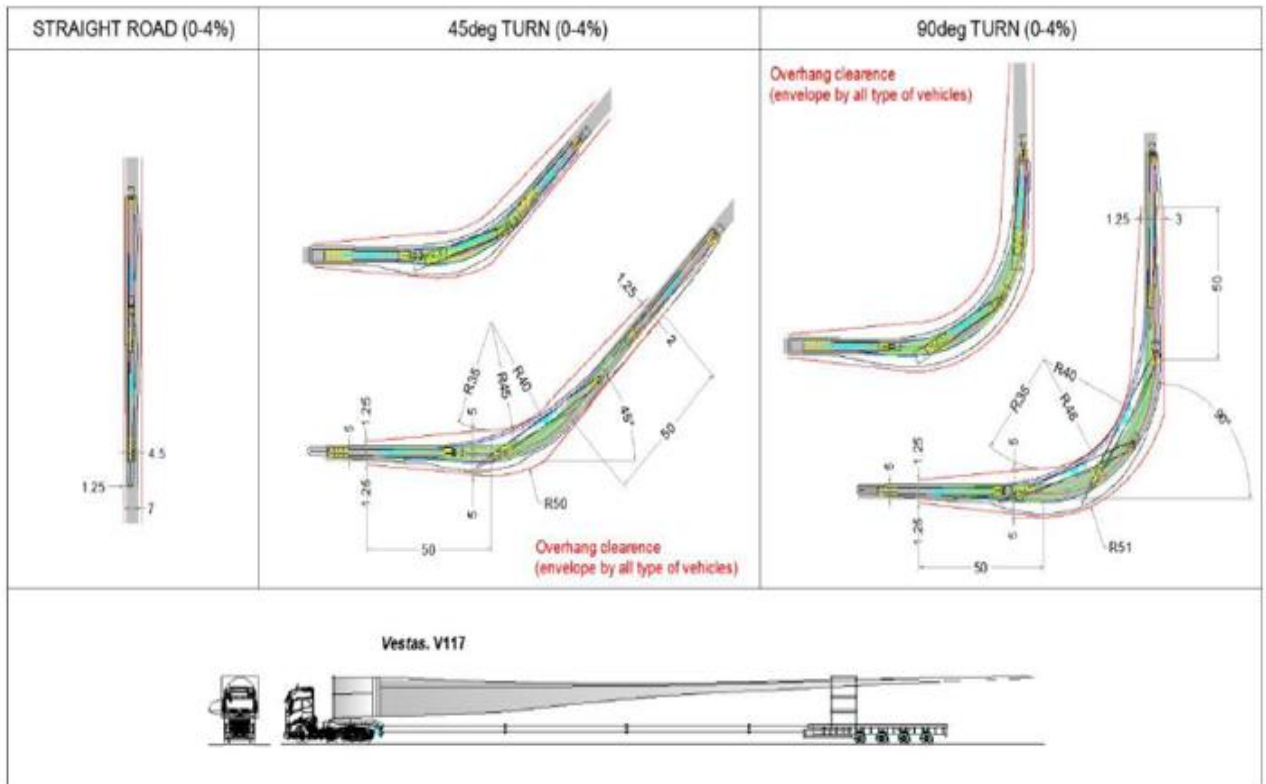 STRAIGHT ROAD (0-4%)
45deg TURN (0-4%)
90deg TURN (0-4%)
4.5
1.25
7
R35
R45
R40
1.25
2
5
1.25
5
45°
50
1.25
5
R50
50
Overhang clearence
(envelope by all type of vehicles)
Overhang clearence
(envelope by all type of vehicles)
1.25
3
50
R40
R35
R46
90°
1.25
1.25
R51
50
Vestas. V117